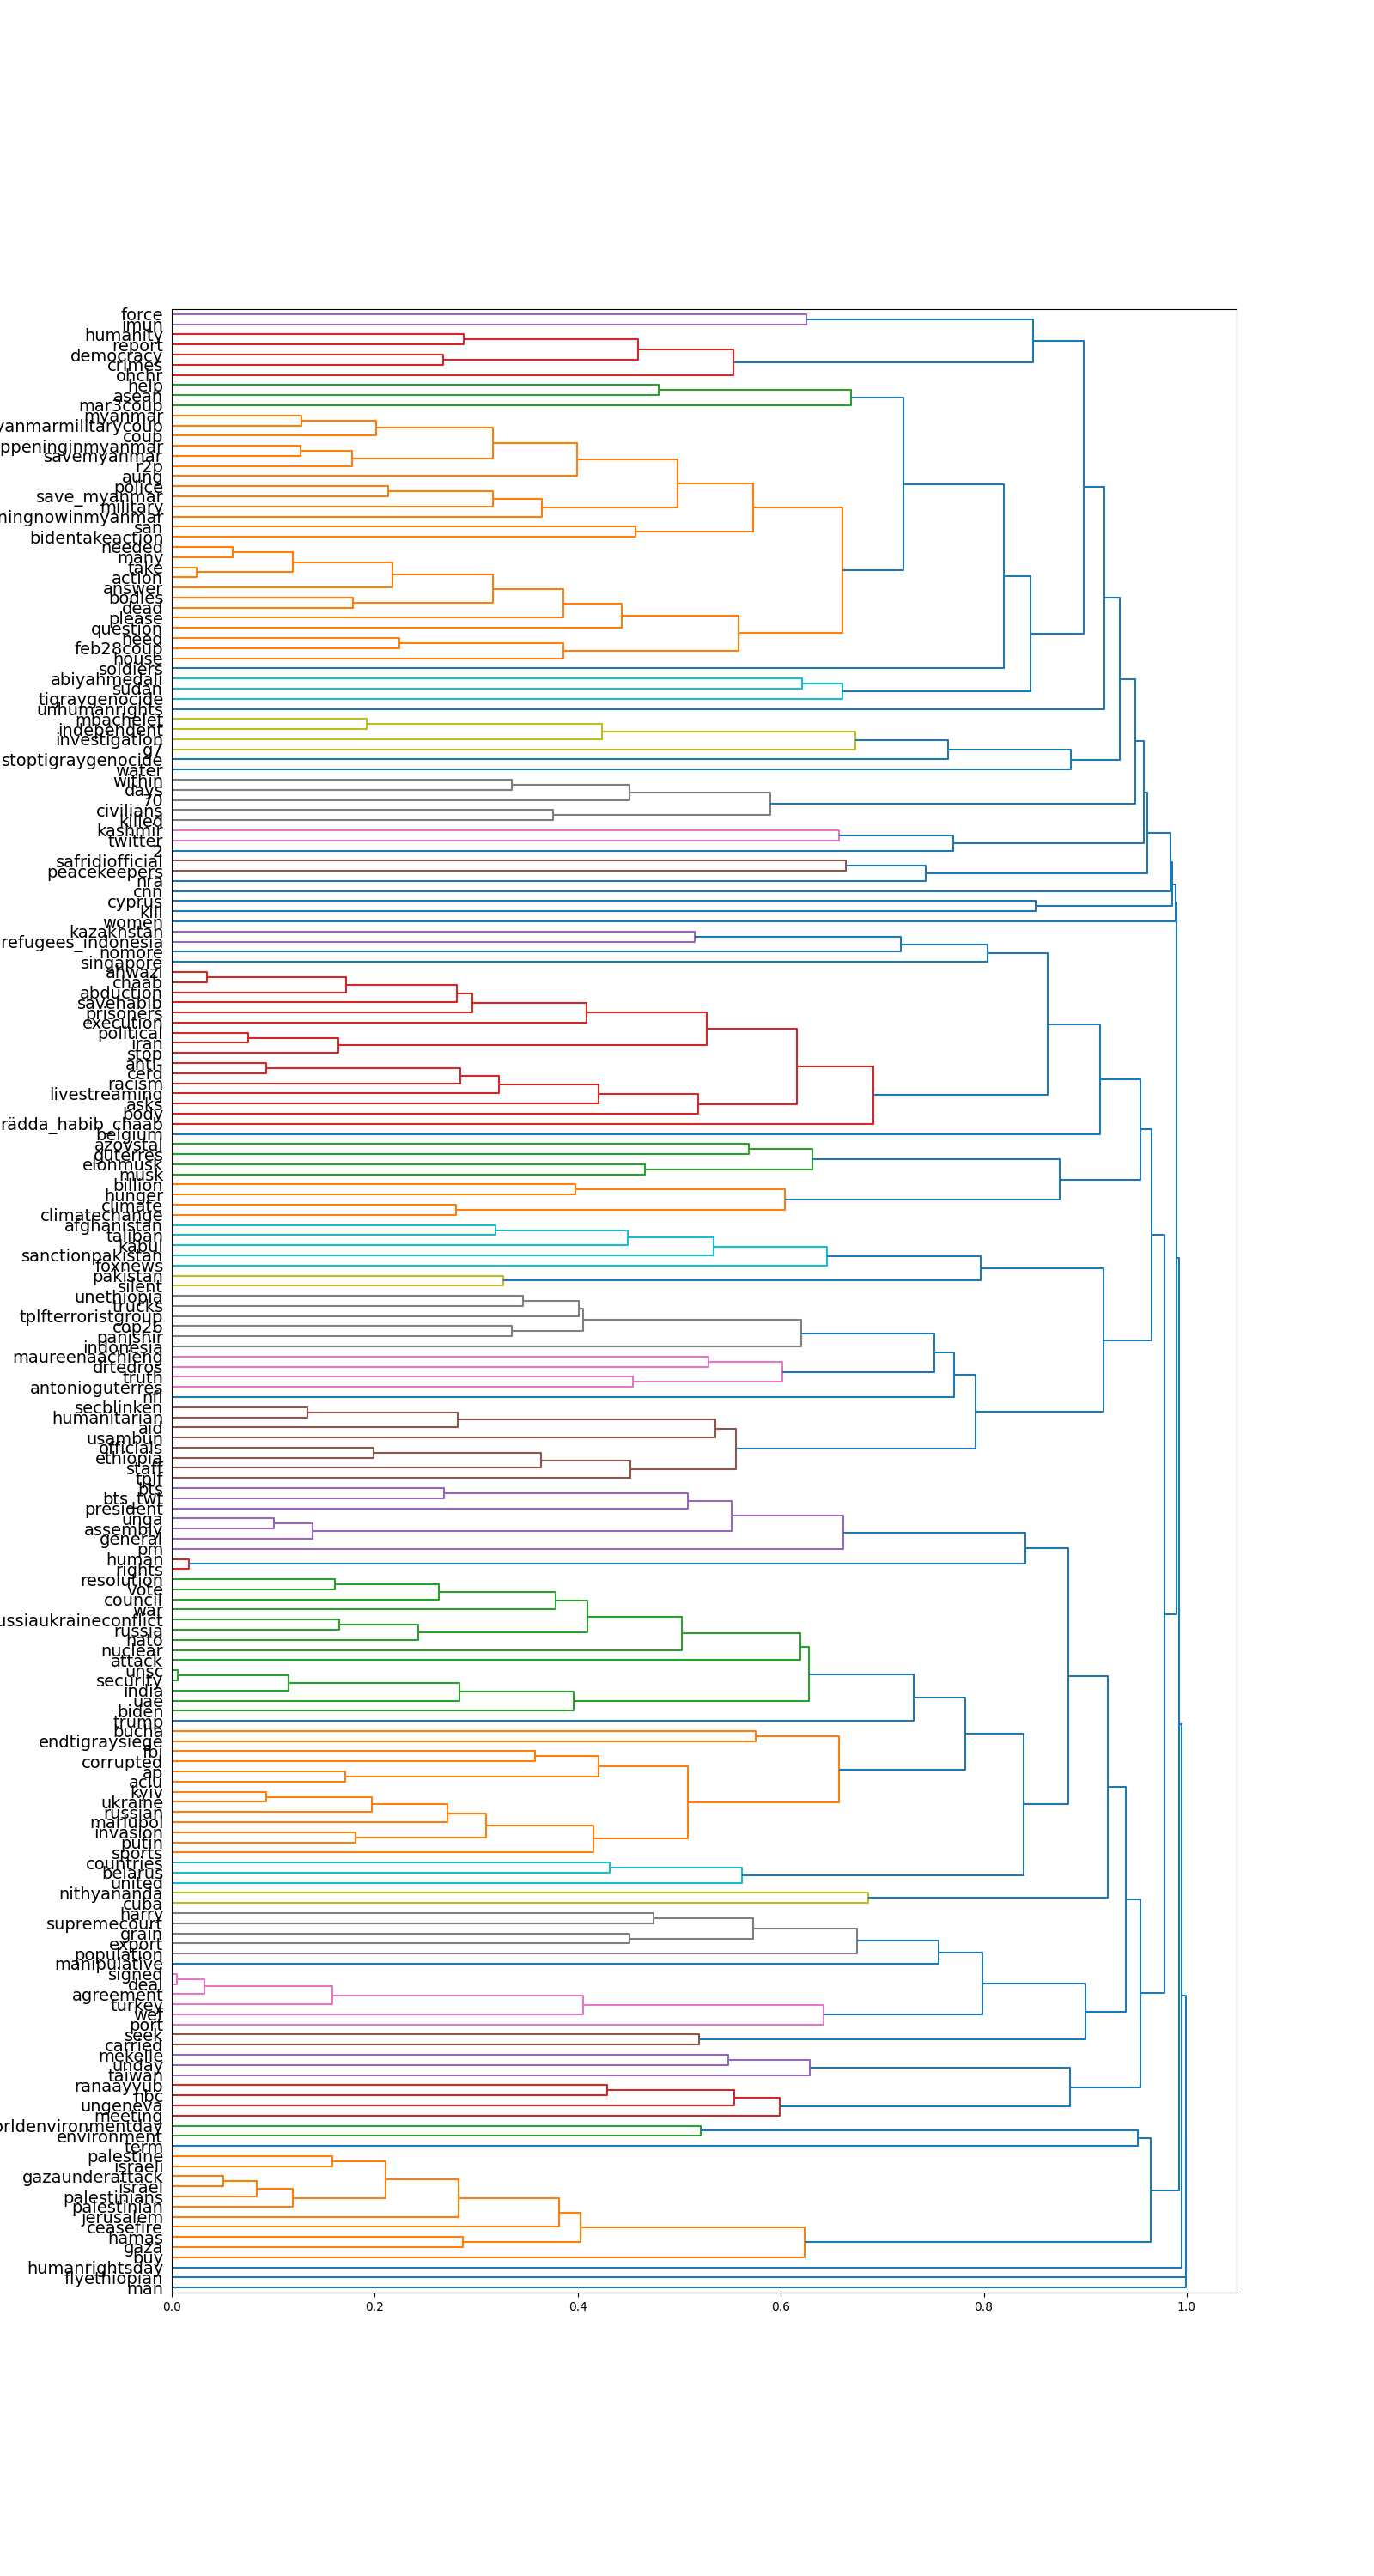 force
imun
humanity
report
democracy
crimes
ohchr
help
asean
mar3coup
myanmar
yanmarmilitarycoup
coup
ppeninginmyanmar
savemyanmar
r2p
aung
police
save_myanmar
military
ningnowinmyanmar
san
bidentakeaction
needed
many
take
action
answer
bodies
dead
please
question
need
feb28coup
house
soldiers
abiyahmedali
sudan
tigraygenocide
unhumanrights
mbachelet
independent
investigation
g7
stoptigraygenocide
water
within
days
70
civilians
killed
kashmir
twitter
2
safridiofficial
peacekeepers
nra
cnn
cyprus
kill
women
kazakhstan
refugees_indonesia
nomore
singapore
ahwazi
chaab
abduction
savehabib
prisoners
execution
political
iran
stop
anti-
cerd
racism
livestreaming
asks
body
rädda_habib_chaab
belgium
azovstal
guterres
elonmusk
musk
billion
hunger
climate
climatechange
afghanistan
taliban
kabul
sanctionpakistan
foxnews
pakistan
silent
unethiopia
trucks
tplfterroristgroup
cop26
panjshir
indonesia
maureenaachieng
drtedros
truth
antonioguterres
nfl
secblinken
humanitarian
aid
usambun
officials
ethiopia
staff
tplf
bts
bts_twt
president
unga
assembly
general
pm
human
rights
resolution
vote
council
war
ussiaukraineconflict
russia
nato
nuclear
attack
unsc
security
india
uae
biden
trump
bucha
endtigraysiege
fbi
corrupted
ap
aclu
kyiv
ukraine
russian
mariupol
invasion
putin
sports
countries
belarus
united
nithyananda
cuba
harry
supremecourt
grain
export
population
manipulative
signed
deal
agreement
turkey
wef
port
seek
carried
mekelle
unday
taiwan
ranaayyub
nbc
ungeneva
meeting
orldenvironmentday
environment
term
palestine
israeli
gazaunderattack
israel
palestinians
palestinian
jerusalem
ceasefire
hamas
gaza
buy
humanrightsday
flyethiopian
man
0.0 0.2 0.4 0.6 0.8 1.0